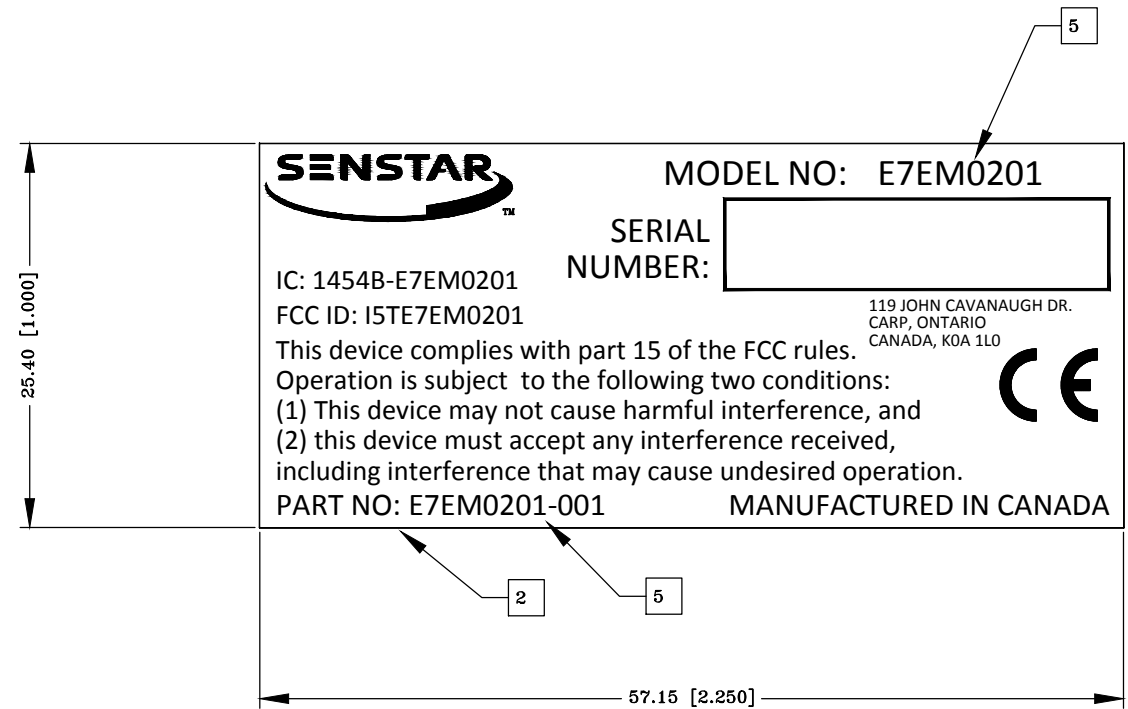 5
SENSTAR
TM
MODEL NO: E7EM0201
SERIAL
NUMBER:
IC: 1454B-E7EM0201
FCC ID: I5TE7EM0201
119 JOHN CAVANAUGH DR.
CARP, ONTARIO
CANADA, K0A 1L0
This device complies with part 15 of the FCC rules.
Operation is subject to the following two conditions:
(1) This device may not cause harmful interference, and
(2) this device must accept any interference received,
including interference that may cause undesired operation.
CE
PART NO: E7EM0201-001
MANUFACTURED IN CANADA
25.40 [1.000]
2
5
57.15 [2.250]